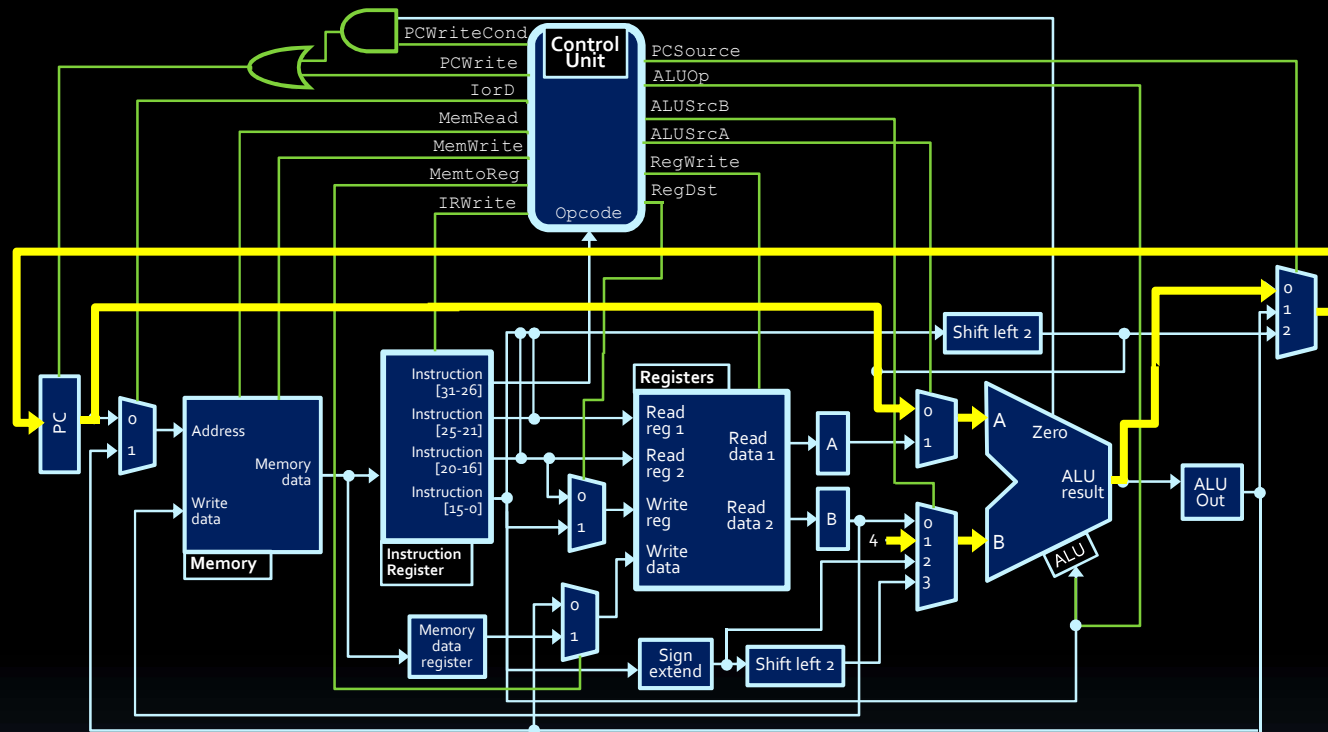 PCWriteCond
PCWrite
IorD
MemRead
MemWrite
MemtoReg
IRWrite
Control
Unit
Opcode
PCSource
ALUOp
ALUSrcB
ALUSrcA
RegWrite
RegDst
0
1
2
Shift left 2
PC
0
1
Address
Memory
data
Write
data
Memory
Instruction
[31-26]
Instruction
[25-21]
Instruction
[20-16]
Instruction
[15-0]
Instruction
Register
0
1
Registers
Read
reg 1
Read
reg 2
Write
reg
Write
data
Read
data 1
Read
data 2
A
B
0
1
4
0
1
2
3
A
B
Zero
ALU
result
ALU
ALU
Out
Memory
data
register
0
1
Sign
extend
Shift left 2